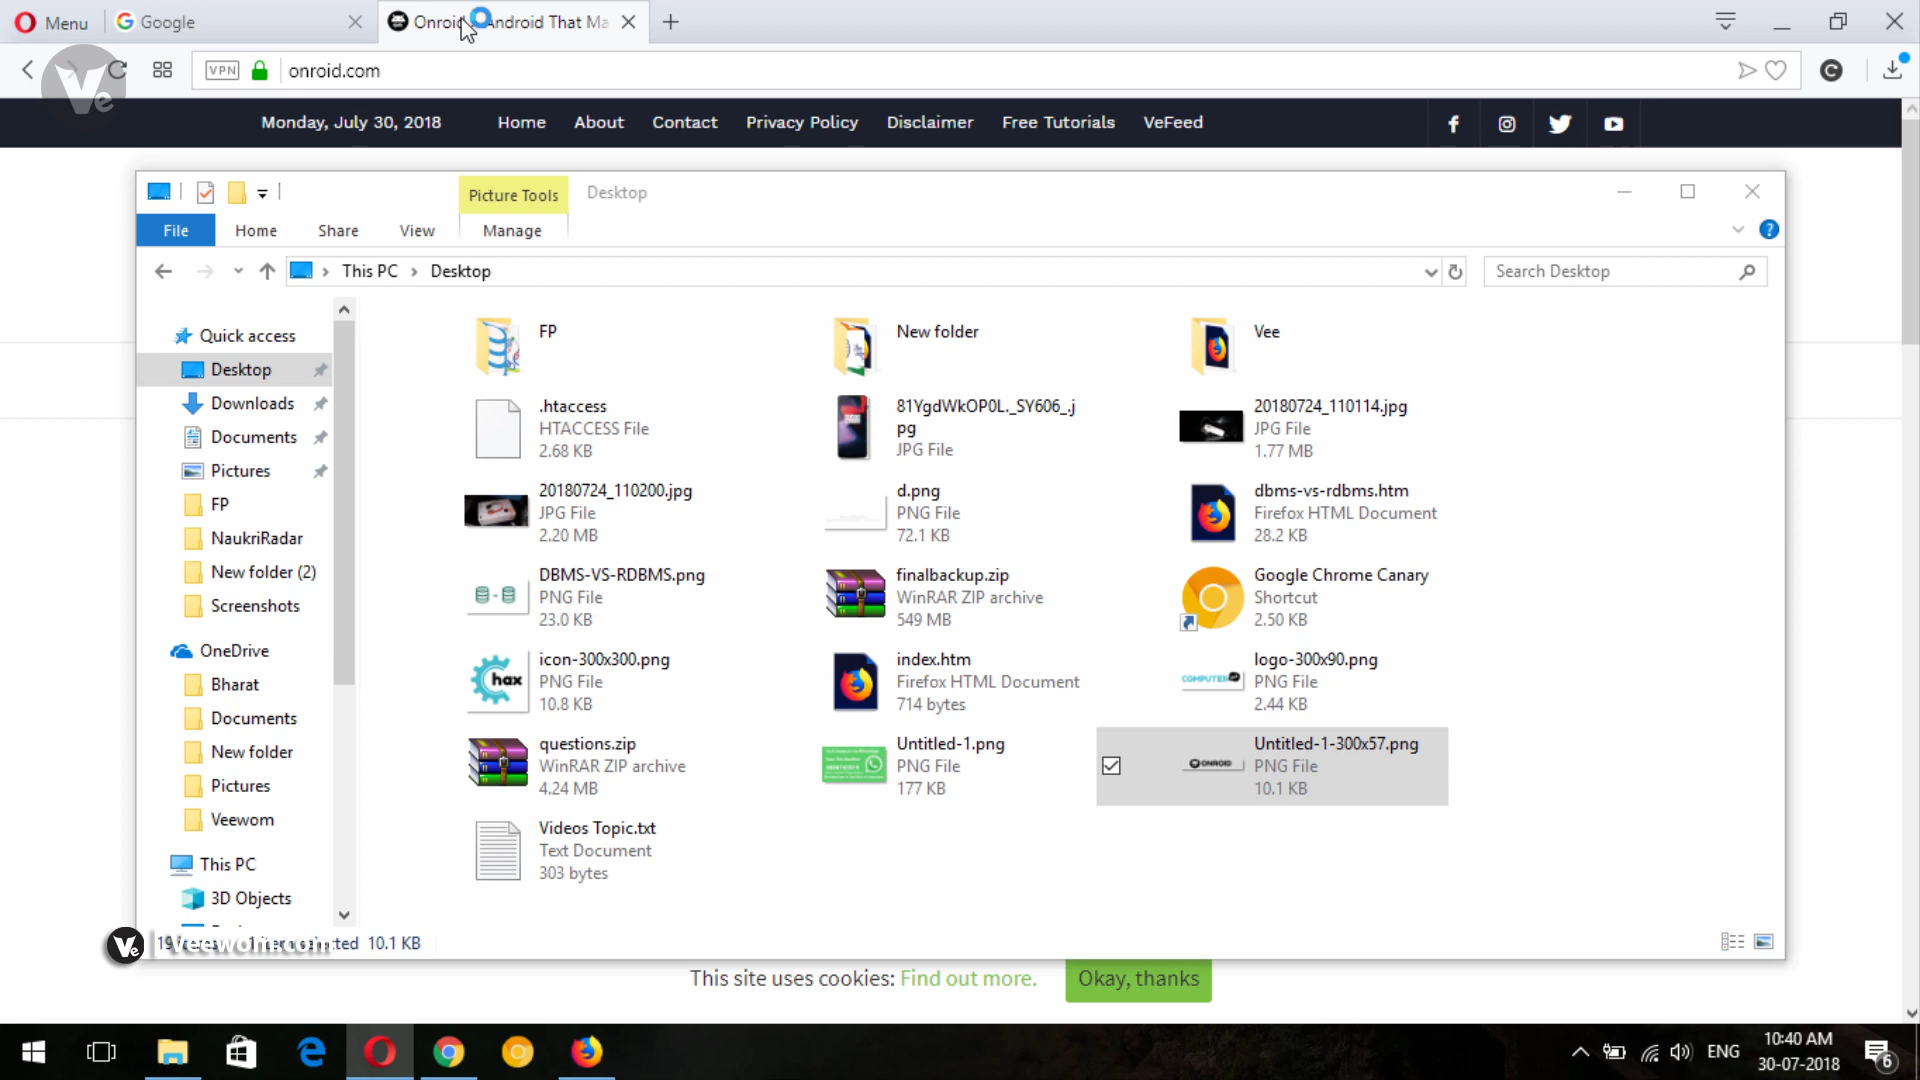 Menu
Google
Onroid
Android That Ma
VPN
onroid.com
Ve
Monday, July 30, 2018
Home
About
Contact
Privacy Policy
Disclaimer
Free Tutorials
VeFeed
Picture Tools
Desktop
File
Home
Share
View
Manage
This PC
Desktop
Search Desktop
Quick access
Desktop
Downloads
Documents
Pictures
FP
NaukriRadar
New folder (2)
Screenshots
OneDrive
Bharat
Documents
New folder
Pictures
Veewom
This PC
3D Objects
FP
New folder
Vee
.htaccess
HTACCESS File
2.68 KB
81YgdWkOP0L._SY606_.j
pg
JPG File
20180724_110114.jpg
JPG File
1.77 MB
20180724_110200.jpg
JPG File
2.20 MB
d.png
PNG File
72.1 KB
dbms-vs-rdbms.htm
Firefox HTML Document
28.2 KB
DBMS-VS-RDBMS.png
PNG File
23.0 KB
finalbackup.zip
WinRAR ZIP archive
549 MB
Google Chrome Canary
Shortcut
2.50 KB
hax
icon-300x300.png
PNG File
10.8 KB
index.htm
Firefox HTML Document
714 bytes
COMPUTER
logo-300x90.png
PNG File
2.44 KB
questions.zip
WinRAR ZIP archive
4.24 MB
Untitled-1.png
PNG File
177 KB
ONROID
Untitled-1-300x57.png
PNG File
10.1 KB
Videos Topic.txt
Text Document
303 bytes
Ve
Veewom.com
19
10.1 KB
This site uses cookies: Find out more.
Okay, thanks
ENG
10:40 AM
30-07-2018
6